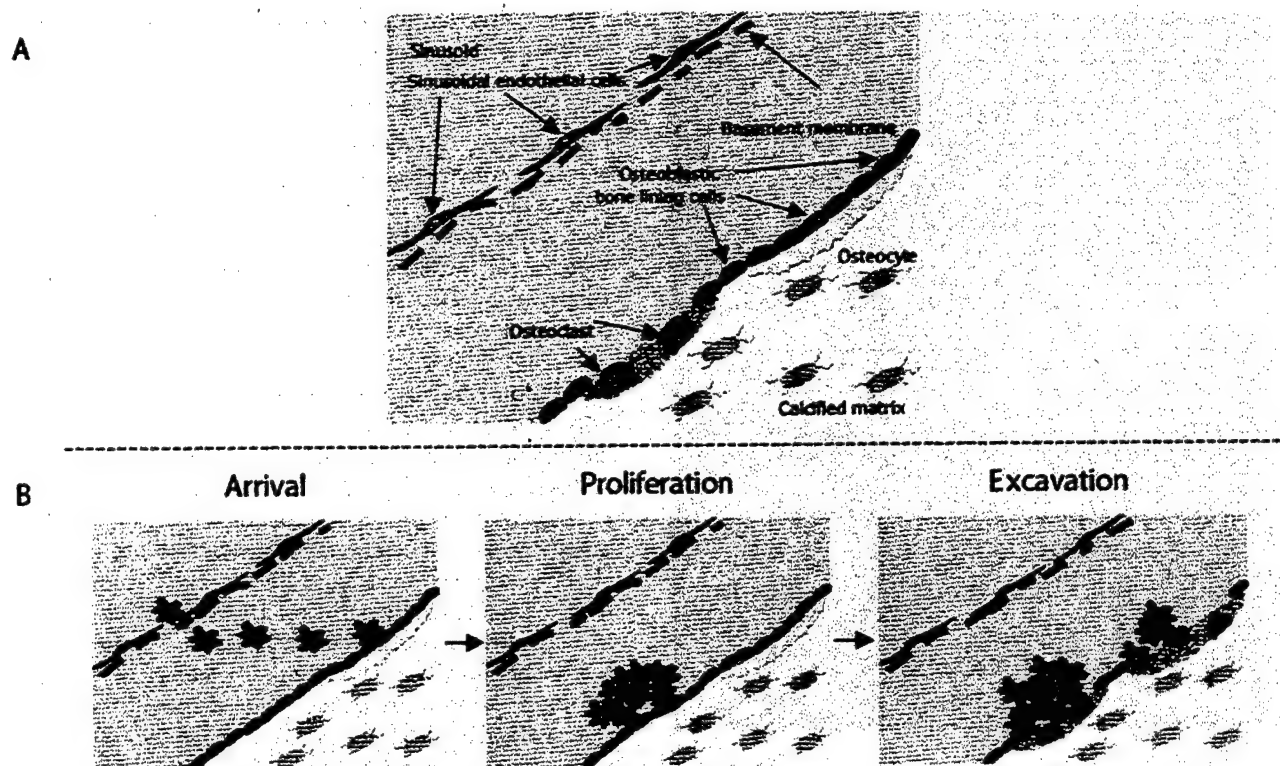 A
Sinusoid
Sinusoidal endothelial cells
Basement membrane
Osteoblastic
bone lining cells
Osteocyte
Osteoclast
Calcified matrix
B
Arrival
Proliferation
Excavation